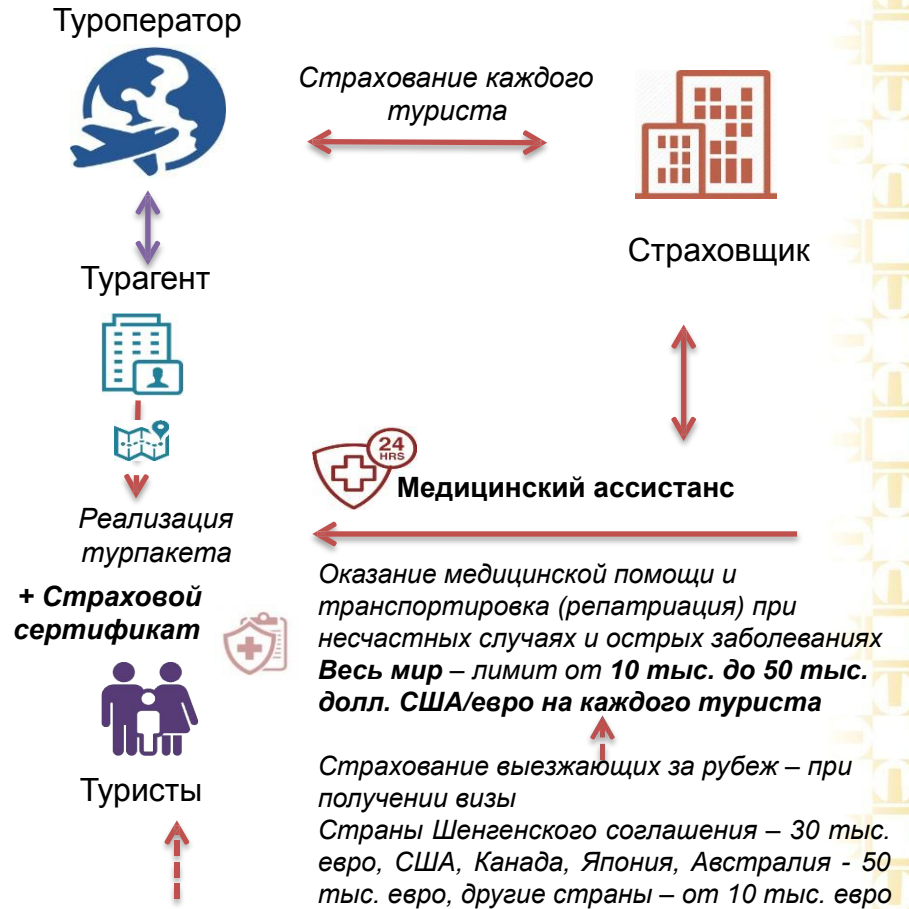 Туроператор
Страхование каждого
туриста
Страховщик
Турагент
24
HRS
Медицинский ассистанс
Реализация
турпакета
+ Страховой
сертификат
Оказание медицинской помощи и
транспортировка (репатриация) при
несчастных случаях и острых заболеваниях
Весь мир – лимит от 10 тыс. до 50 тыс.
долл. США/евро на каждого туриста
Туристы
Страхование выезжающих за рубеж – при
получении визы
Страны Шенгенского соглашения – 30 тыс.
евро, США, Канада, Япония, Австралия - 50
тыс. евро, другие страны – от 10 тыс. евро